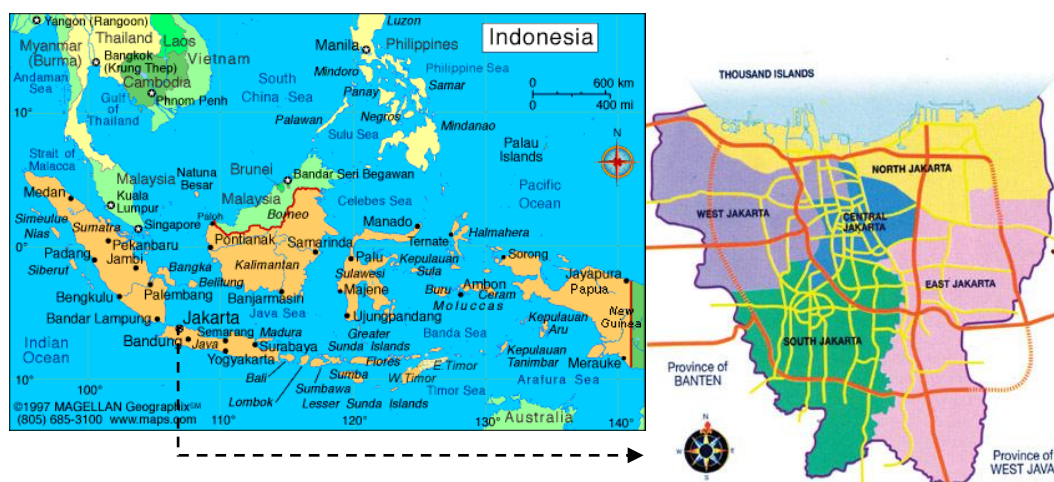 Yangon (Rangoon)
Myanmar
(Burma)
Thailand
Laos
Bangkok
(Krung Thep)
Vietnam
Cambodia
Phnom Penh
Andaman
Sea
Gulf
of
Thailand
10°
South
China Sea
Luzon
Manila
Philippines
Mindoro
Panay
Palawan
Samar
Negros
Philippine Sea
Sulu Sea
Mindanao
Indonesia
0
600 km
0
400 mi
N
Palau
Islands
Pacific
Ocean
Strait of
Malacca
Malaysia
Kuala
Lumpur
Singapore
Natuna
Besar
Brunei
Bandar Seri Begawan
Malaysia
Celebes Sea
Borneo
Paloh
Medan
Simeulue
Nias
Sumatra
0°
Pekanbaru
Padang
Jambi
Siberut
Bangka
Belitung
Palembang
Bengkulu
Bandar Lampung
Pontianak
Samarinda
Kalimantan
Banjarmasin
Java Sea
Manado
Halmahera
Ternate
Palu
Kepulauan
Sula
Sulawesi
Majene
Buru
Ambon
Ceram
Moluccas
Ujungpandang
Sorong
Jayapura
Papua
New
Guinea
Kepulauan
Aru
Merauke
Jakarta
Semarang
Madura
Bandung
Java
Surabaya
Yogyakarta
Bali
Greater
Sunda Islands
Banda Sea
Flores
Sumba
Sumbawa
Lombok
Lesser Sunda Islands
E.Timor
W.Timor
Timor Sea
Kepulauan
Tanimbar
Arafura Sea
Australia
Indian
Ocean
10°
100°
110°
120°
130°
140°
©1997 MAGELLAN Geographix℠
(805) 685-3100 www.maps.com
THOUSAND ISLANDS
NORTH JAKARTA
WEST JAKARTA
CENTRAL
JAKARTA
EAST JAKARTA
SOUTH JAKARTA
Province of
BANTEN
N
W
E
S
Province of
WEST JAVA